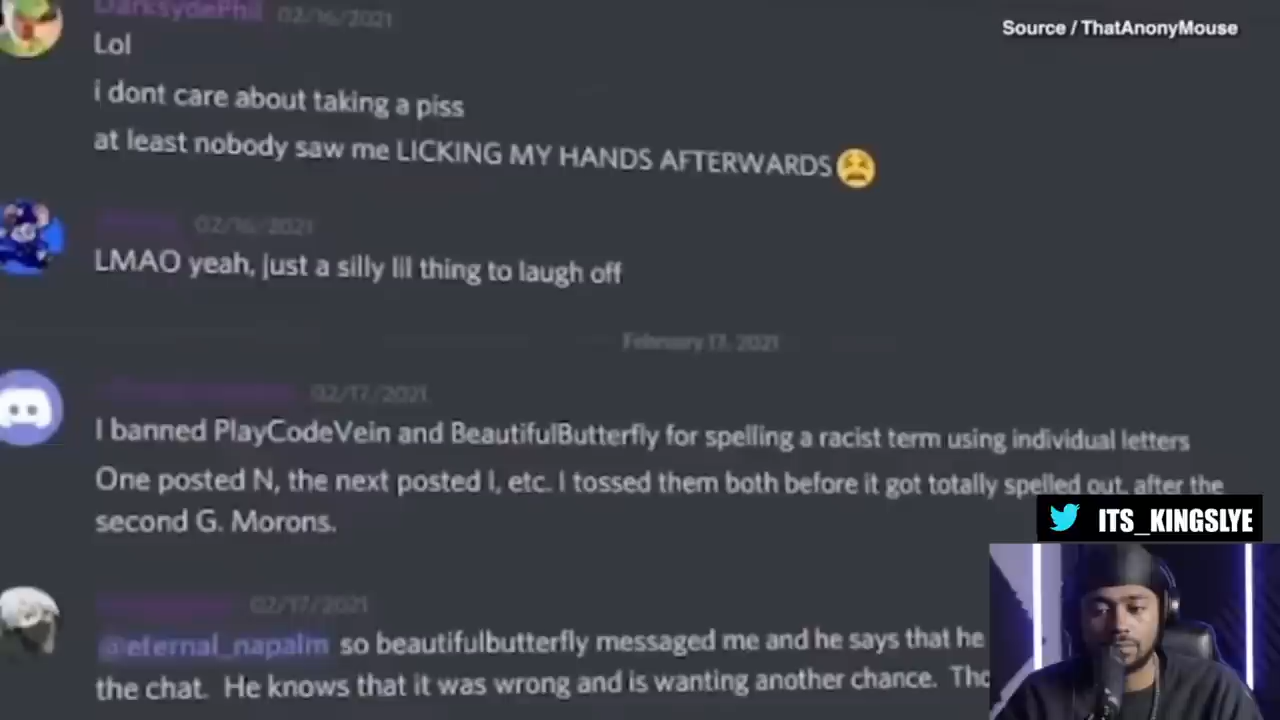 DarksydePhil 02/16/2021
Source / ThatAnonyMouse
Lol
i dont care about taking a piss
at least nobody saw me LICKING MY HANDS AFTERWARDS😫
02/16/2021
LMAO yeah, just a silly lil thing to laugh off
February 17, 2021
02/17/2021
I banned PlayCodeVein and BeautifulButterfly for spelling a racist term using individual letters
One posted N, the next posted I, etc. I tossed them both before it got totally spelled out, after the
second G. Morons.
ITS_KINGSLYE
02/17/2021
@eternal_napalm so beautifulbutterfly messaged me and he says that he
the chat. He knows that it was wrong and is wanting another chance.